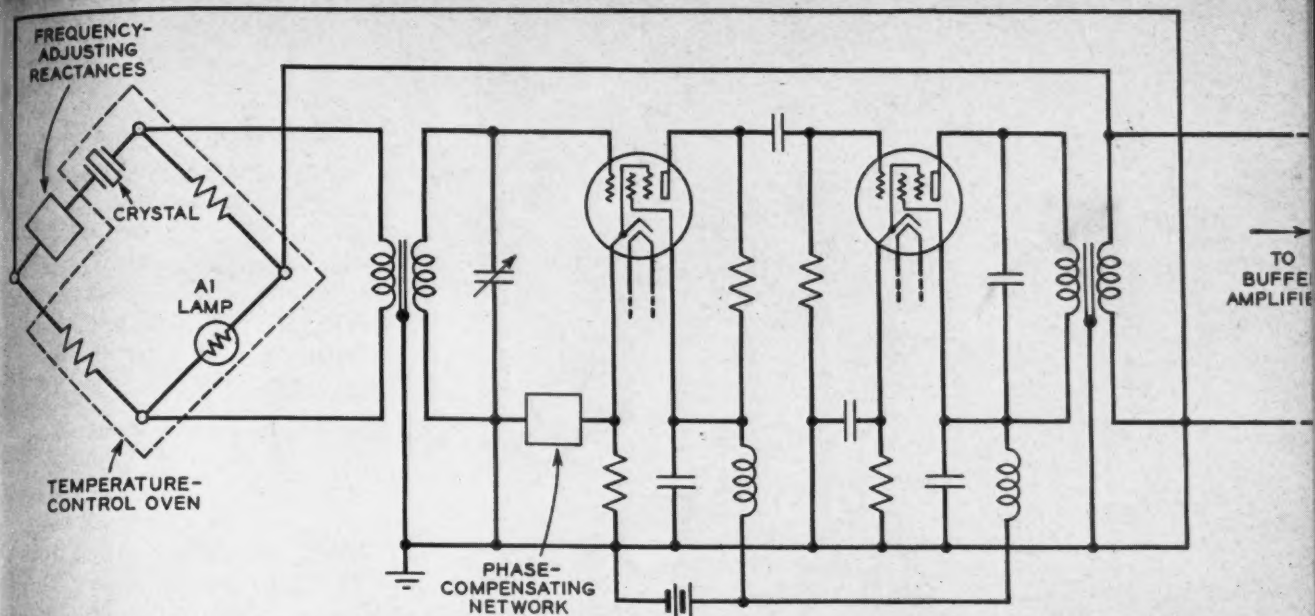 FREQUENCY-
ADJUSTING
REACTANCES
CRYSTAL
A1
LAMP
TEMPERATURE-
CONTROL OVEN
PHASE-
COMPENSATING
NETWORK
TO
BUFFE
AMPLIFIE